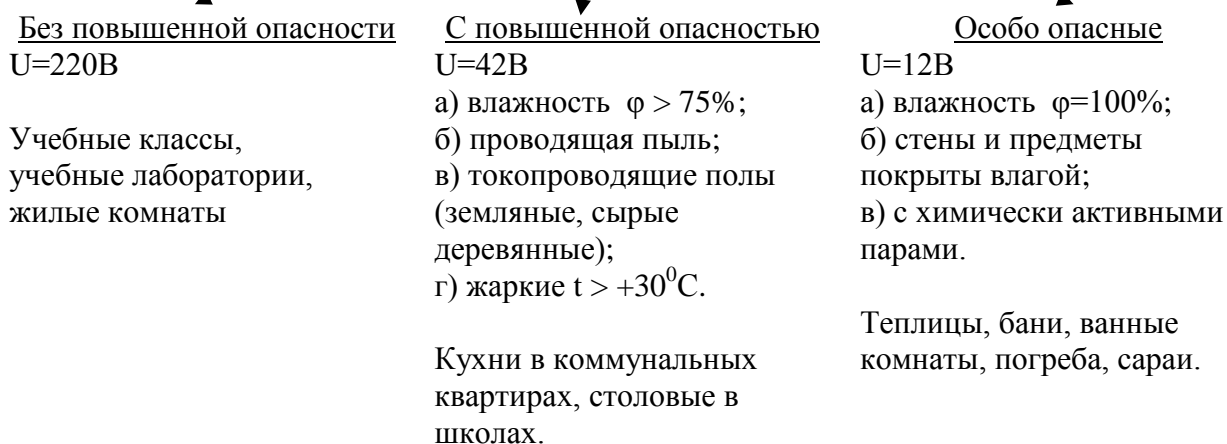 Без повышенной опасности
U=220В
Учебные классы,
учебные лаборатории,
жилые комнаты
С повышенной опасностью
U=42В
а) влажность φ > 75%;
б) проводящая пыль;
в) токопроводящие полы
(земляные, сырые
деревянные);
г) жаркие t > +30⁰С.
Кухни в коммунальных
квартирах, столовые в
школах.
Особо опасные
U=12В
а) влажность φ=100%;
б) стены и предметы
покрыты влагой;
в) с химически активными
парами.
Теплицы, бани, ванные
комнаты, погреба, сараи.